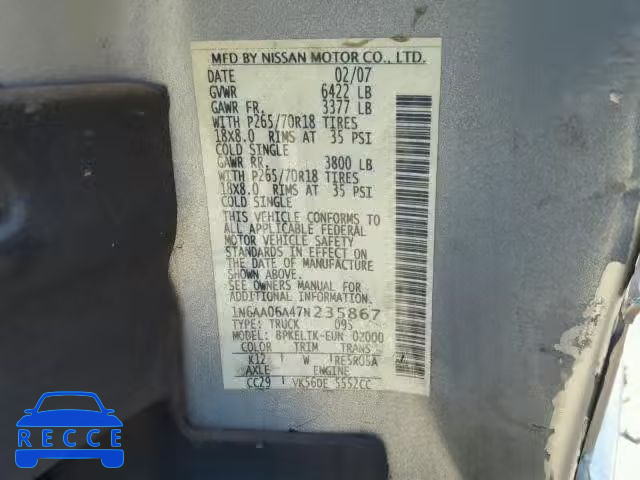 MFD BY NISSAN MOTOR CO., LTD.
DATE 02/07
GVWR 6422 LB
GAWR FR. 3377 LB
WITH P265/70R18 TIRES
18X8.0 RIMS AT 35 PSI
COLD SINGLE
GAWR RR. 3800 LB
WITH P265/70R18 TIRES
18X8.0 RIMS AT 35 PSI
COLD SINGLE
THIS VEHICLE CONFORMS TO
ALL APPLICABLE FEDERAL
MOTOR VEHICLE SAFETY
STANDARDS IN EFFECT ON
THE DATE OF MANUFACTURE
SHOWN ABOVE.
SEE OWNERS MANUAL FOR
ADDITIONAL INFORMATION
1N6AA06A47N235867
TYPE: TRUCK 095
MODEL: BPKELTK-EUN 02000
COLOR TRIM TRANS
K12 W RE5R05A
AXLE ENGINE
CC29 VK56DE 5552CC
RECCE